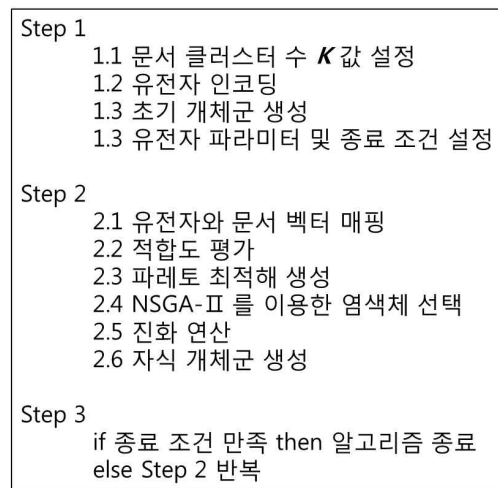 Step 1
1.1 문서 클러스터 수 K 값 설정
1.2 유전자 인코딩
1.3 초기 개체군 생성
1.3 유전자 파라미터 및 종료 조건 설정
Step 2
2.1 유전자와 문서 벡터 매핑
2.2 적합도 평가
2.3 파레토 최적해 생성
2.4 NSGA-Ⅱ 를 이용한 염색체 선택
2.5 진화 연산
2.6 자식 개체군 생성
Step 3
if 종료 조건 만족 then 알고리즘 종료
else Step 2 반복